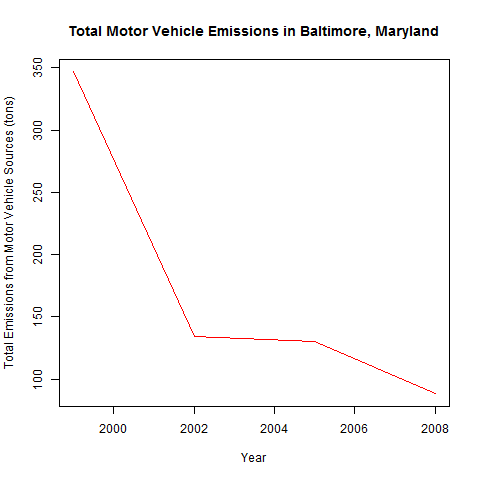 Total Motor Vehicle Emissions in Baltimore, Maryland
Total Emissions from Motor Vehicle Sources (tons)
350
300
250
200
150
100
2000 2002 2004 2006 2008
Year